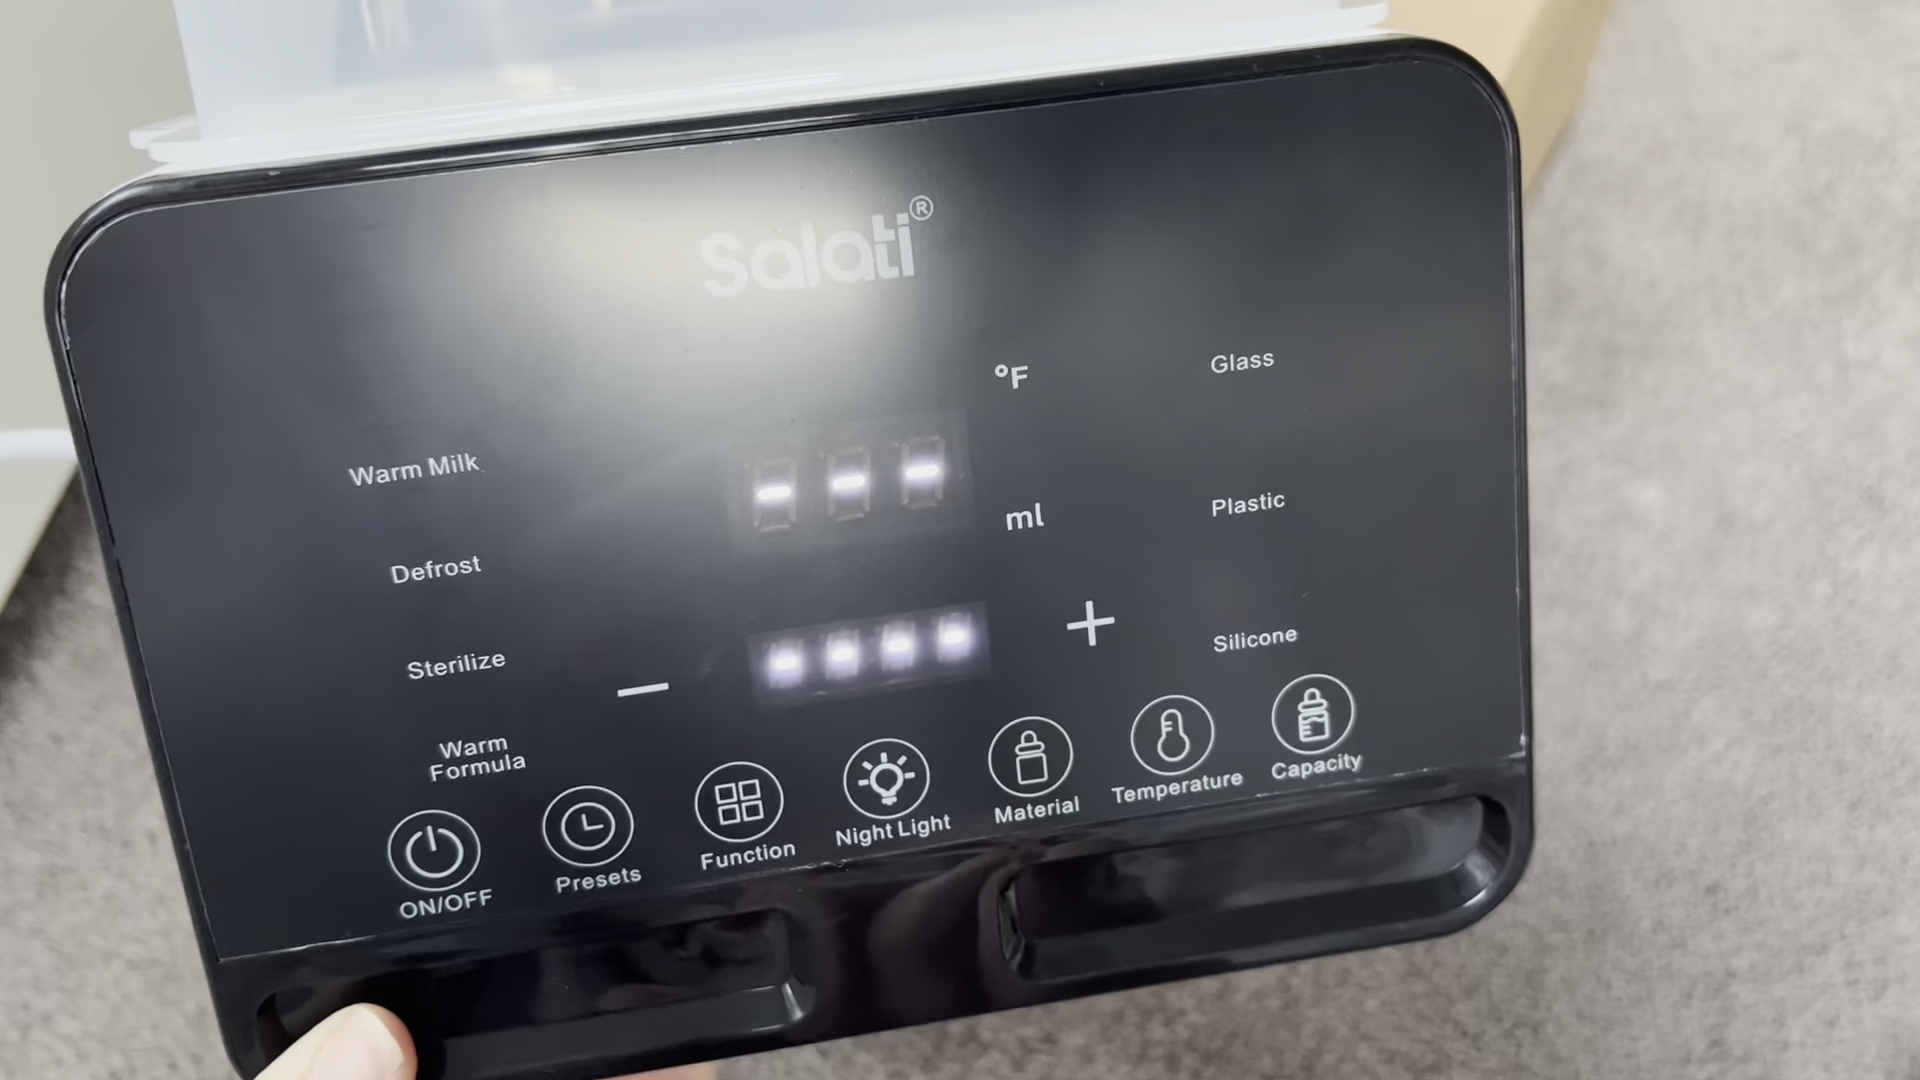 Salati®
°F
Glass
Warm Milk
--- 
ml
Plastic
Defrost
----
+
Sterilize
−
Silicone
Warm
Formula
ON/OFF
Presets
Function
Night Light
Material
Temperature
Capacity